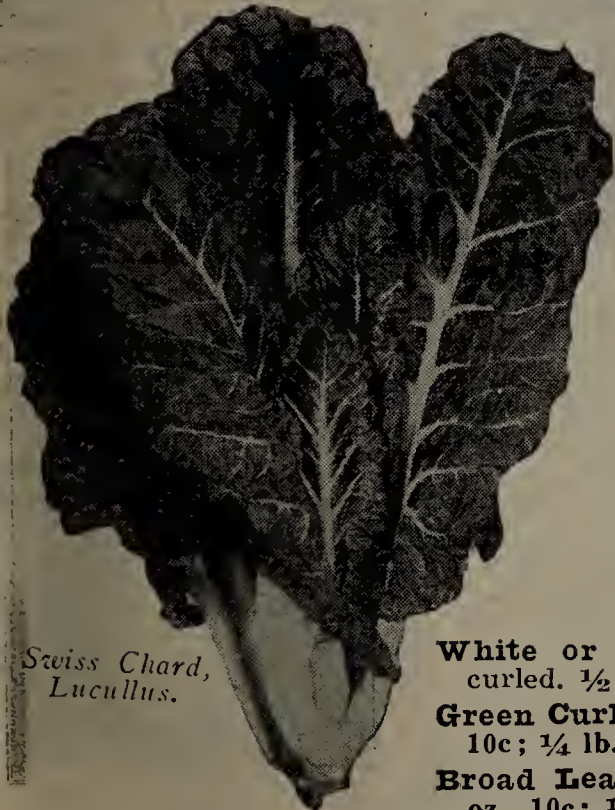 Swiss Chard,
Lucullus.
White or
curled. ½
Green Curl
10c; ¼ lb.
Broad Lea
oz., 10c;